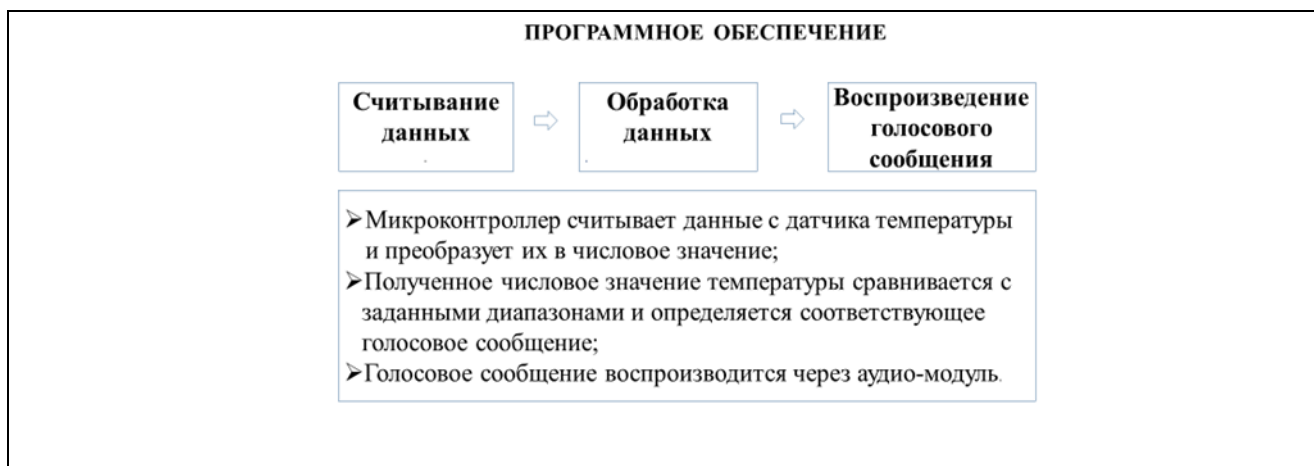 ПРОГРАММНОЕ ОБЕСПЕЧЕНИЕ
Считывание
данных
Обработка
данных
Воспроизведение
голосового
сообщения
➢Микроконтроллер считывает данные с датчика температуры
и преобразует их в числовое значение;
➢Полученное числовое значение температуры сравнивается с
заданными диапазонами и определяется соответствующее
голосовое сообщение;
➢Голосовое сообщение воспроизводится через аудио-модуль.